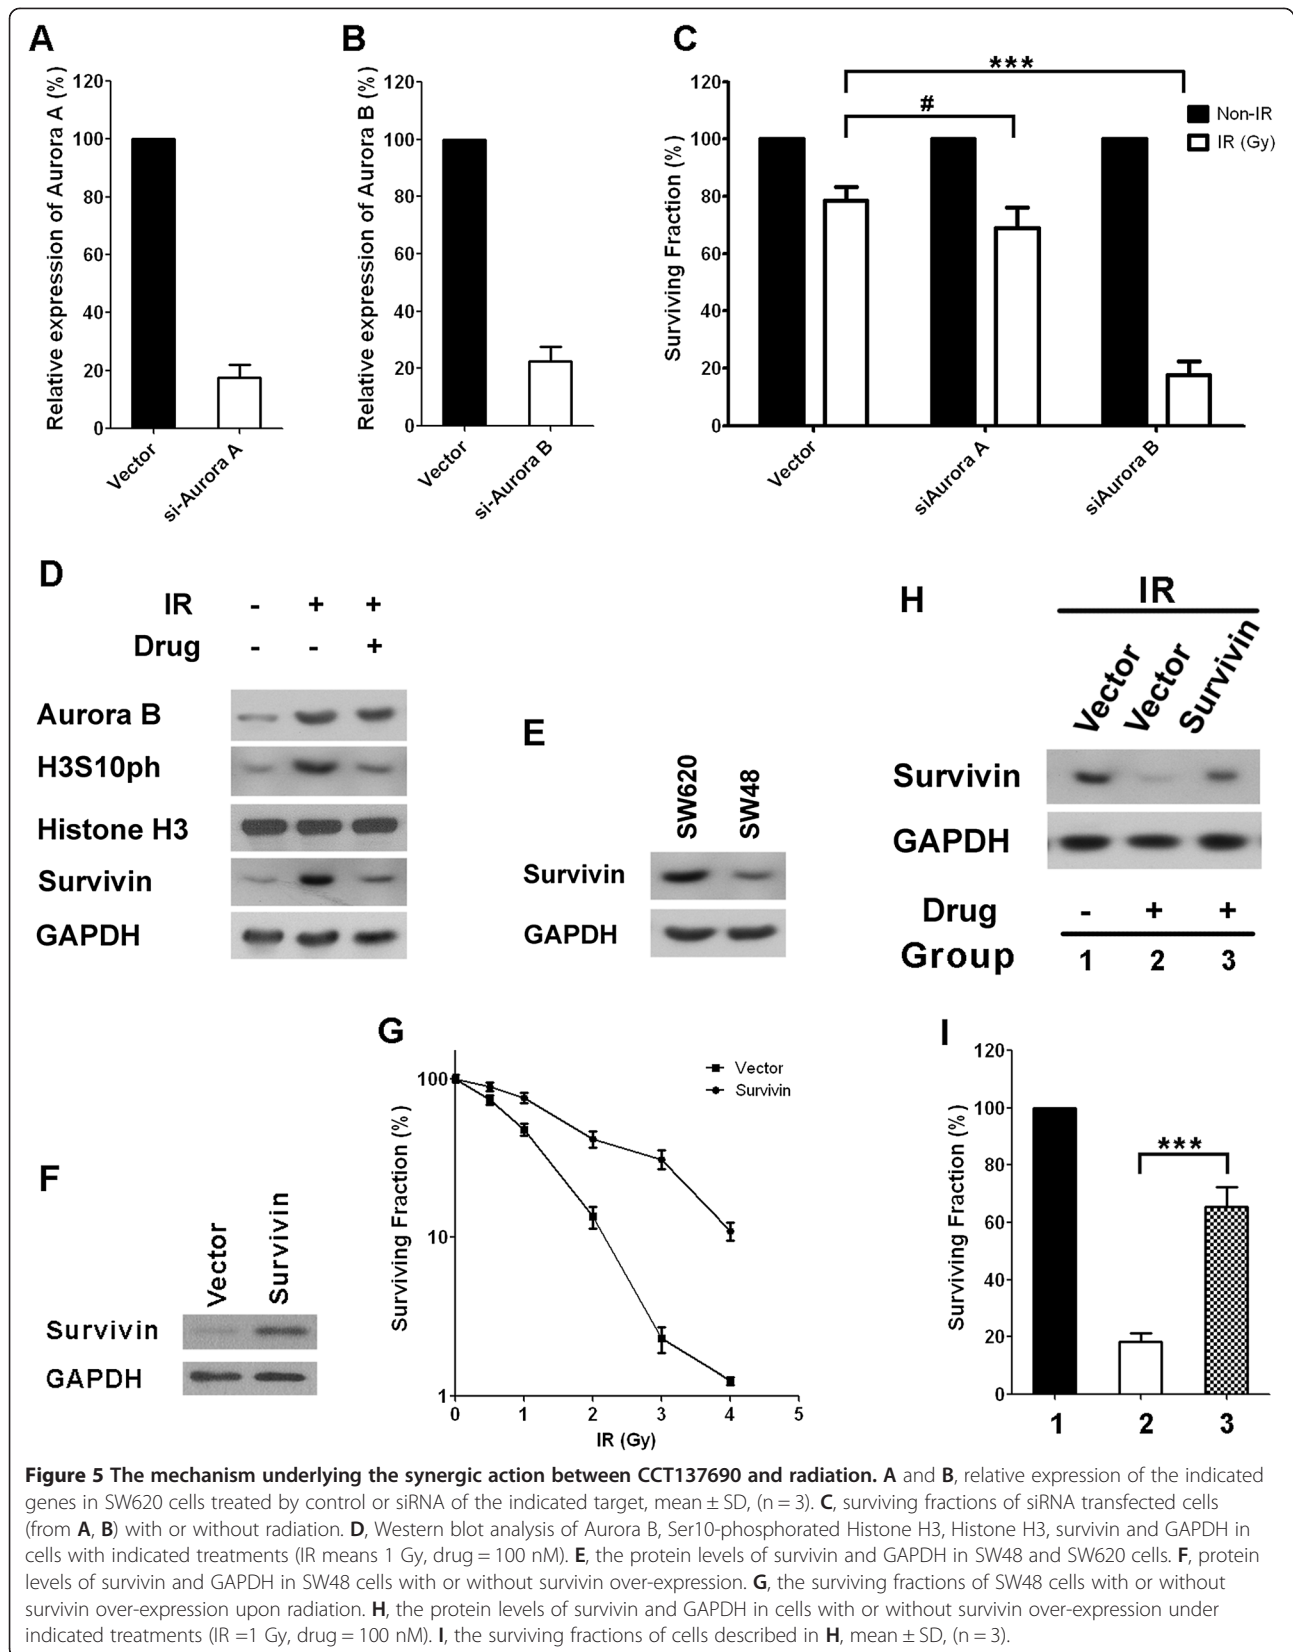 A
Relative expression of Aurora A (%)
120
100
80
60
40
20
0
Vector
si-Aurora A
B
Relative expression of Aurora B (%)
120
100
80
60
40
20
0
Vector
si-Aurora B
C
Surviving Fraction (%)
120
100
80
60
40
20
0
***
#
Non-IR
IR (Gy)
Vector
siAurora A
siAurora B
D
IR - + +
Drug - - +
Aurora B
H3S10ph
Histone H3
Survivin
GAPDH
E
SW620
SW48
Survivin
GAPDH
H
IR
Vector
Vector
Survivin
Survivin
GAPDH
Drug - + +
Group 1 2 3
F
Vector
Survivin
Survivin
GAPDH
G
Surviving Fraction (%)
100
10
1
Vector
Survivin
0 1 2 3 4 5
IR (Gy)
I
Surviving Fraction (%)
120
100
80
60
40
20
0
***
1 2 3
Figure 5 The mechanism underlying the synergic action between CCT137690 and radiation. A and B, relative expression of the indicated
genes in SW620 cells treated by control or siRNA of the indicated target, mean ± SD, (n = 3). C, surviving fractions of siRNA transfected cells
(from A, B) with or without radiation. D, Western blot analysis of Aurora B, Ser10-phosphorated Histone H3, Histone H3, survivin and GAPDH in
cells with indicated treatments (IR means 1 Gy, drug = 100 nM). E, the protein levels of survivin and GAPDH in SW48 and SW620 cells. F, protein
levels of survivin and GAPDH in SW48 cells with or without survivin over-expression. G, the surviving fractions of SW48 cells with or without
survivin over-expression upon radiation. H, the protein levels of survivin and GAPDH in cells with or without survivin over-expression under
indicated treatments (IR =1 Gy, drug = 100 nM). I, the surviving fractions of cells described in H, mean ± SD, (n = 3).